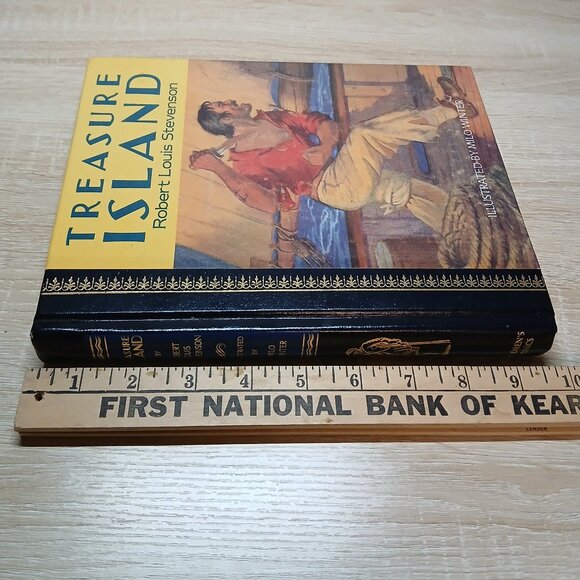 TREASURE
ISLAND
Robert Louis Stevenson
ILLUSTRATED BY MILO WINTER
1 2 3 4 5 6 7 8 9 10
FIRST NATIONAL BANK OF KEAR